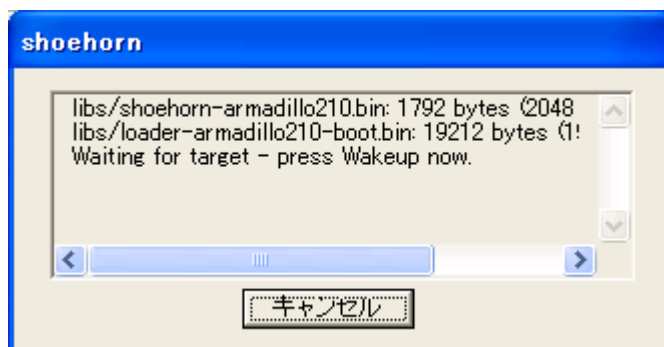 shoehorn
libs/shoehorn-armadillo210.bin: 1792 bytes (2048
libs/loader-armadillo210-boot.bin: 19212 bytes (1
Waiting for target - press Wakeup now.
キャンセル